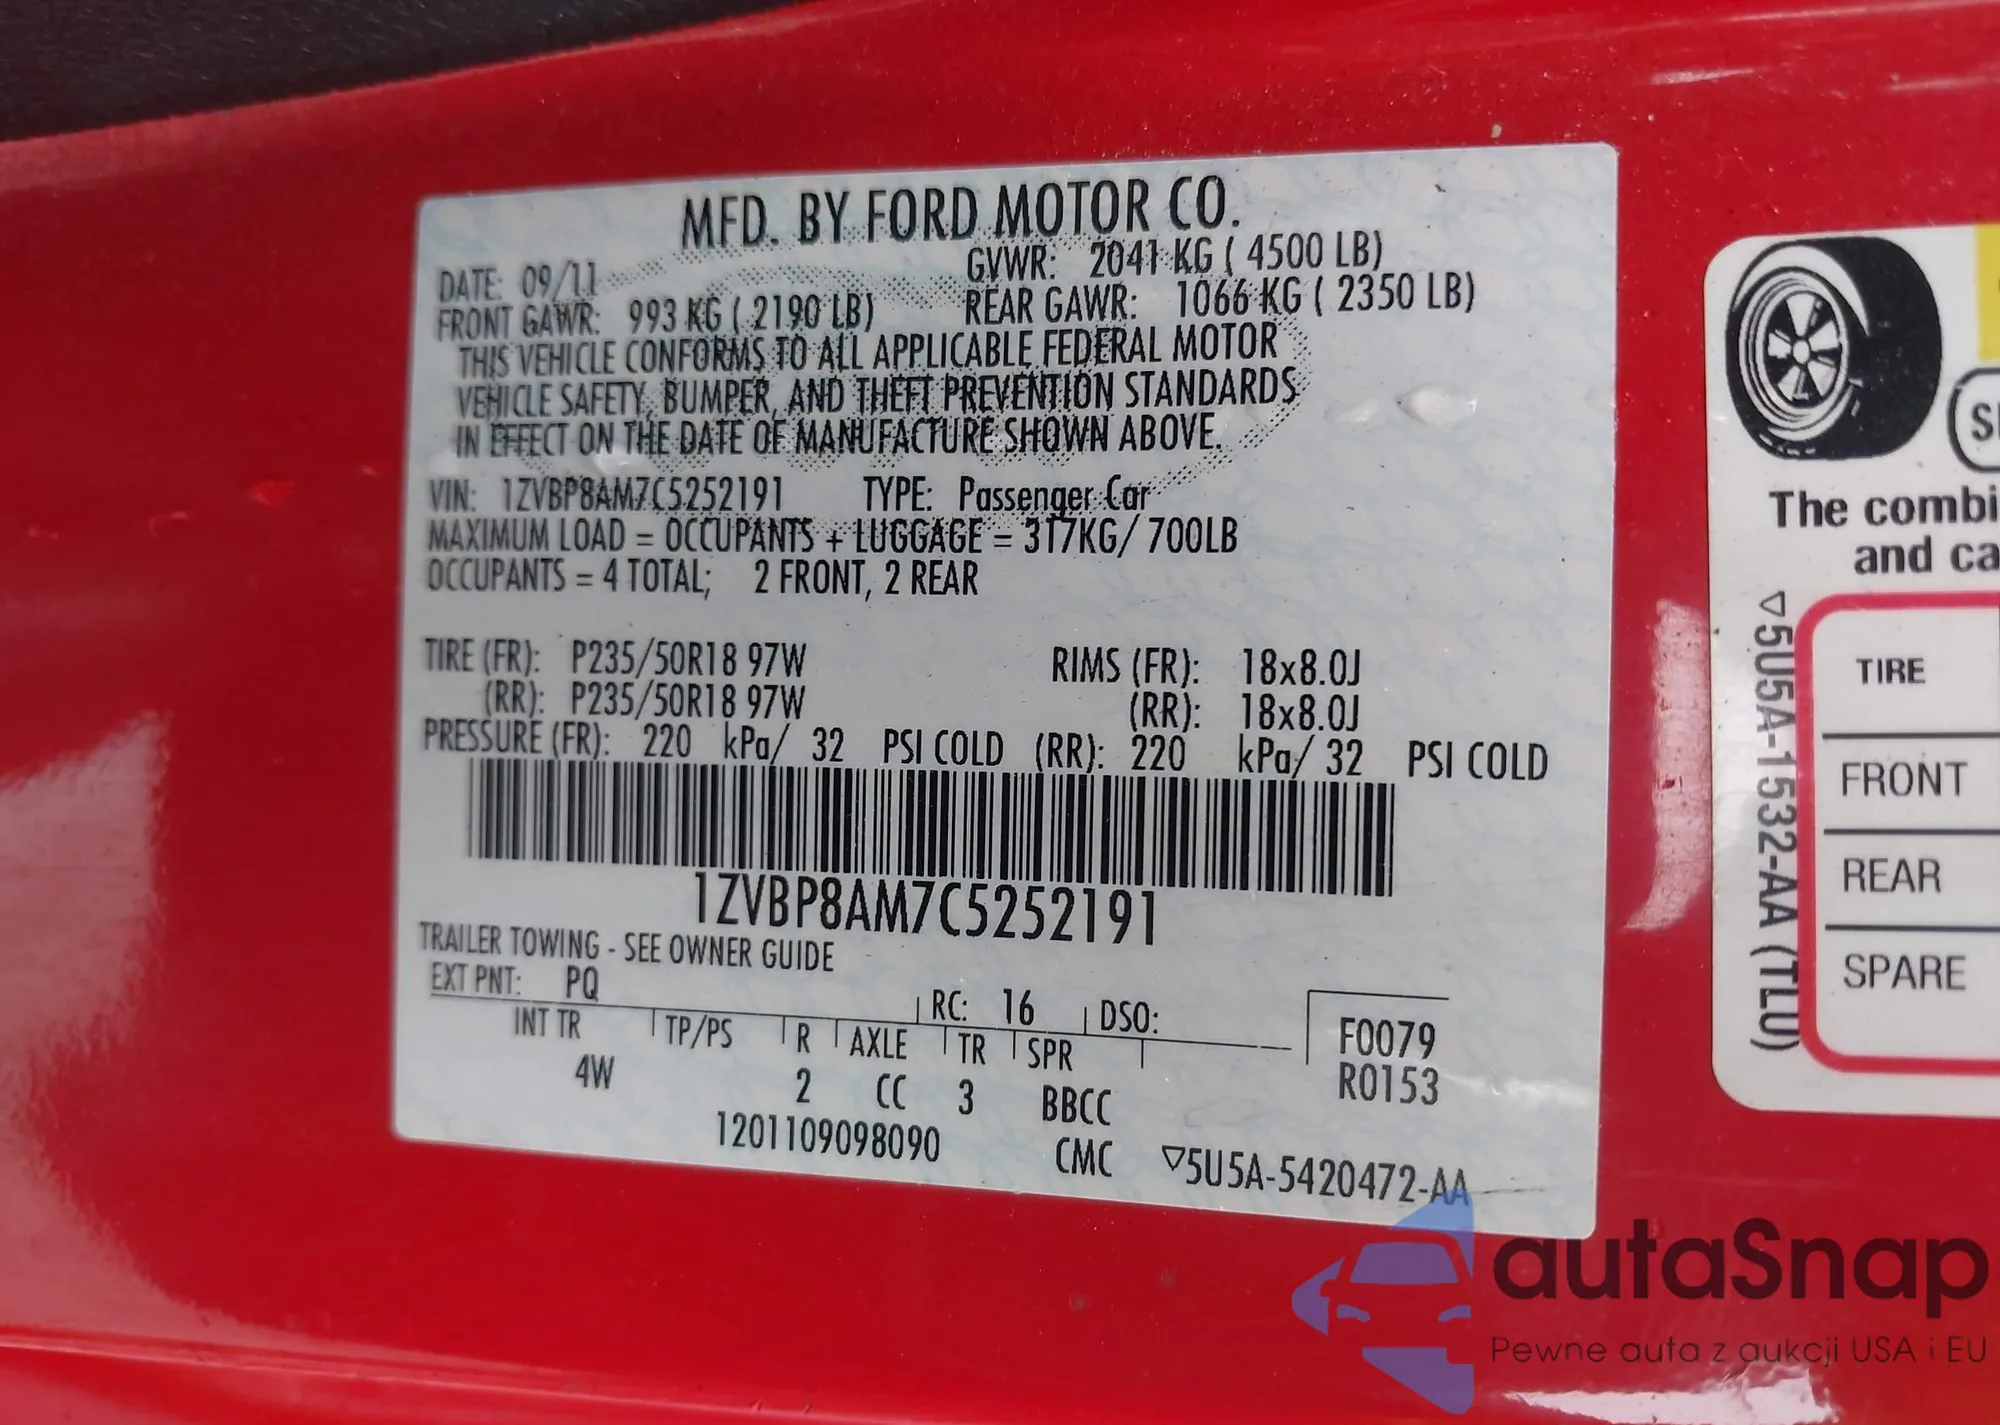 MFD. BY FORD MOTOR CO.
DATE: 09/11 GVWR: 2041 KG ( 4500 LB)
FRONT GAWR: 993 KG ( 2190 LB) REAR GAWR: 1066 KG ( 2350 LB)
THIS VEHICLE CONFORMS TO ALL APPLICABLE FEDERAL MOTOR
VEHICLE SAFETY, BUMPER, AND THEFT PREVENTION STANDARDS
IN EFFECT ON THE DATE OF MANUFACTURE SHOWN ABOVE.
VIN: 1ZVBP8AM7C5252191 TYPE: Passenger Car
MAXIMUM LOAD = OCCUPANTS + LUGGAGE = 317KG/ 700LB
OCCUPANTS = 4 TOTAL; 2 FRONT, 2 REAR
TIRE (FR): P235/50R18 97W RIMS (FR): 18x8.0J
(RR): P235/50R18 97W (RR): 18x8.0J
PRESSURE (FR): 220 kPa/ 32 PSI COLD (RR): 220 kPa/ 32 PSI COLD
1ZVBP8AM7C5252191
TRAILER TOWING - SEE OWNER GUIDE
EXT PNT: PQ RC: 16 DSO:
INT TR TP/PS R AXLE TR SPR F0079
4W 2 CC 3 BBCC R0153
1201109098090 CMC ▽5U5A-5420472-AA
The combi
and ca
▽5U5A-1532-AA (TLU)
TIRE
FRONT
REAR
SPARE
autaSnap
Pewne auta z aukcji USA i EU